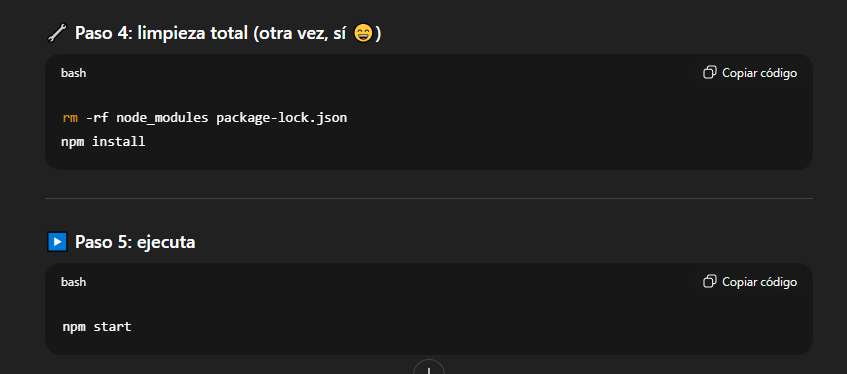 🔧 Paso 4: limpieza total (otra vez, sí 😄)
bash
Copiar código
rm -rf node_modules package-lock.json
npm install
▶️ Paso 5: ejecuta
bash
Copiar código
npm start